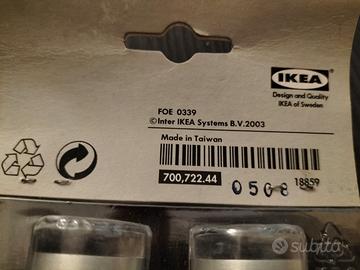 IKEA
Design and Quality
IKEA of Sweden
FOE 0339
©Inter IKEA Systems B.V.2003
Made in Taiwan
700,722.44
0508
18859
subito